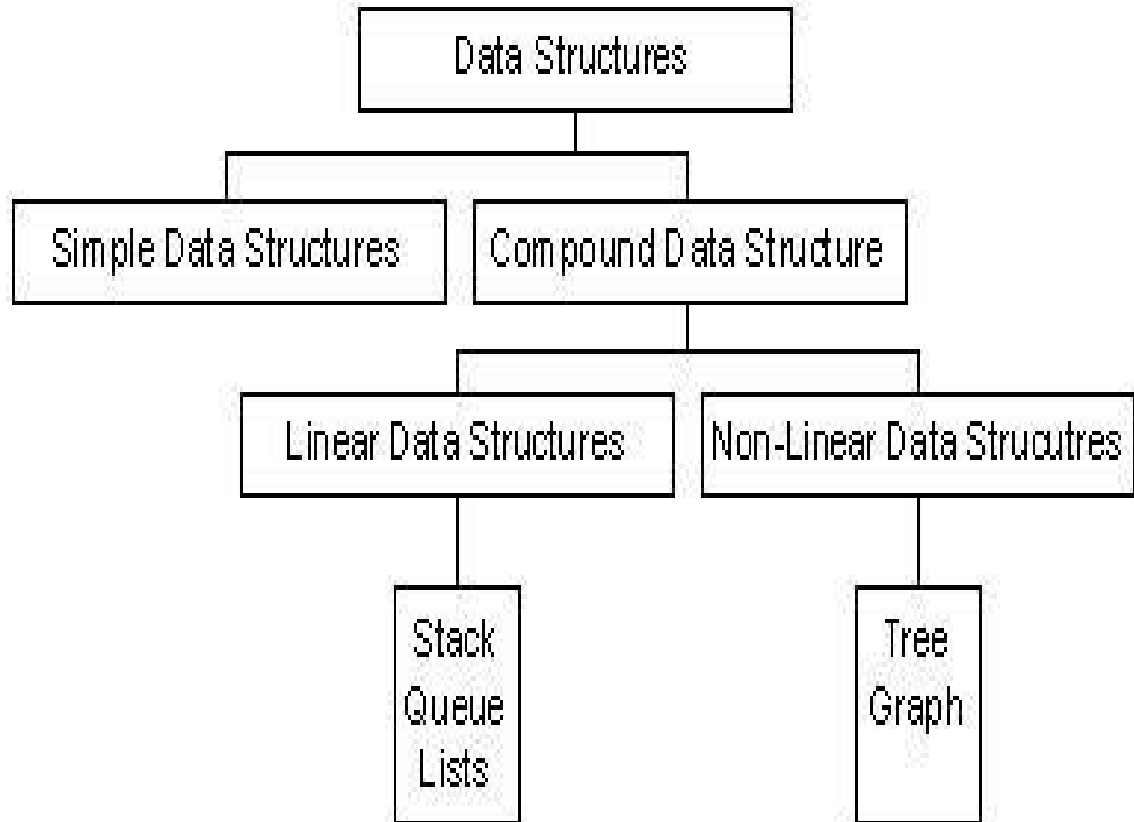 Data Structures
Simple Data Structures
Compound Data Structure
Linear Data Structures
Non-Linear Data Strucutres
Stack
Queue
Lists
Tree
Graph